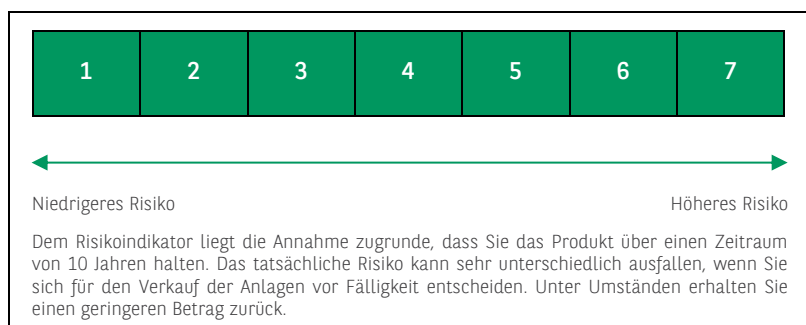 1 2 3 4 5 6 7
Niedrigeres Risiko Höheres Risiko
Dem Risikoindikator liegt die Annahme zugrunde, dass Sie das Produkt über einen Zeitraum
von 10 Jahren halten. Das tatsächliche Risiko kann sehr unterschiedlich ausfallen, wenn Sie
sich für den Verkauf der Anlagen vor Fälligkeit entscheiden. Unter Umständen erhalten Sie
einen geringeren Betrag zurück.